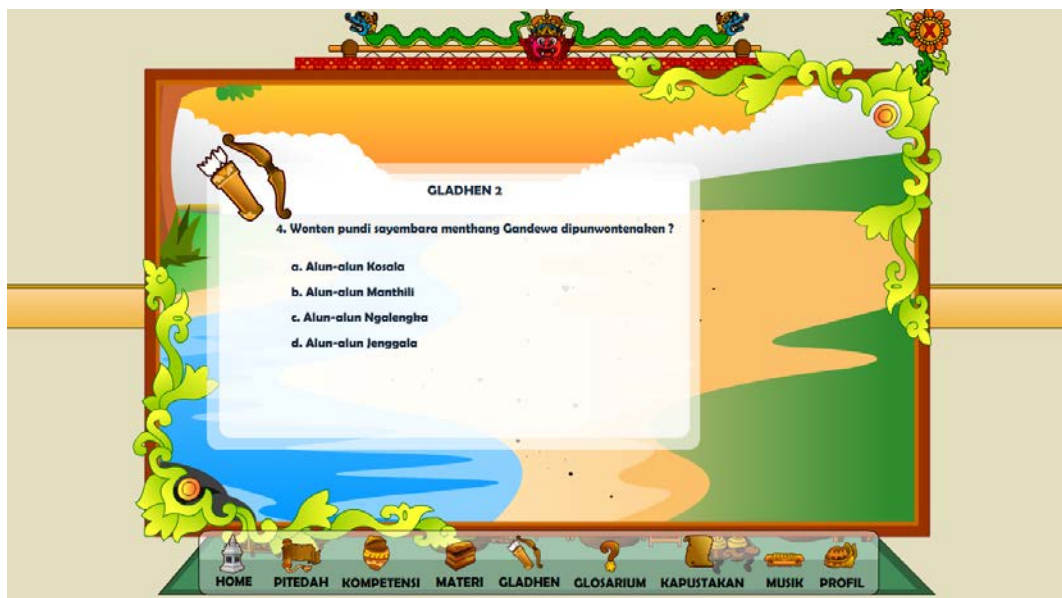 X
GLADHEN 2
4. Wonten pundi sayembara menthang Gandewa dipunwontenaken ?
a. Alun-alun Kosala
b. Alun-alun Manthili
c. Alun-alun Ngalengka
d. Alun-alun Jenggala
HOME PITEDAH KOMPETENSI MATERI GLADHEN GLOSARIUM KAPUSTAKAN MUSIK PROFIL